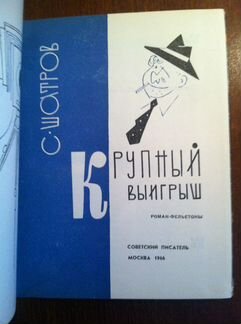 С. ШАТРОВ
КРУПНЫЙ
ВЫИГРЫШ
РОМАН-ФЕЛЬЕТОНЫ
СОВЕТСКИЙ ПИСАТЕЛЬ
МОСКВА 1966